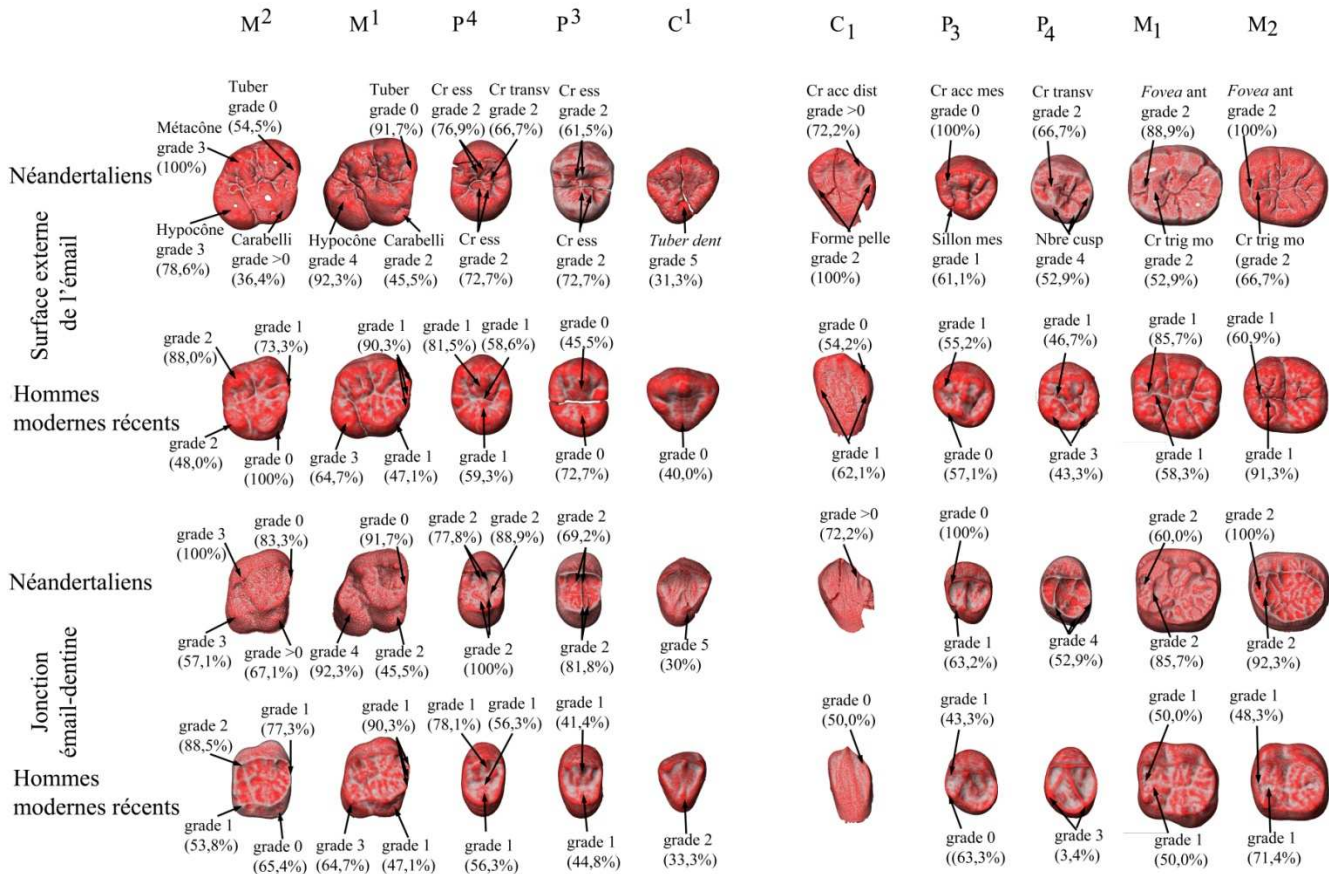 M² M¹ P⁴ P³ C¹ C₁ P₃ P₄ M₁ M₂
Tuber Tuber Cr ess Cr transv Cr ess Cr acc dist Cr acc mes Cr transv Fovea ant Fovea ant
grade 0 grade 0 grade 2 grade 2 grade 2 grade >0 grade 0 grade 2 grade 2 grade 2
(54,5%) (91,7%) (76,9%) (66,7%) (61,5%) (72,2%) (100%) (66,7%) (88,9%) (100%)
Métacône
grade 3
(100%)
Néandertaliens
Hypocône Carabelli Hypocône Carabelli Cr ess Cr ess Tuber dent Forme pelle Sillon mes Nbre cusp Cr trig mo Cr trig mo
grade 3 grade >0 grade 4 grade 2 grade 2 grade 2 grade 5 grade 2 grade 1 grade 4 grade 2 (grade 2
(78,6%) (36,4%) (92,3%) (45,5%) (72,7%) (72,7%) (31,3%) (100%) (61,1%) (52,9%) (52,9%) (66,7%)
Surface externe
de l’émail
grade 2 grade 1 grade 1 grade 1 grade 1 grade 0 grade 0 grade 1 grade 1 grade 1 grade 1
(88,0%) (73,3%) (90,3%) (81,5%) (58,6%) (45,5%) (54,2%) (55,2%) (46,7%) (85,7%) (60,9%)
Hommes
modernes récents
grade 2 grade 0 grade 3 grade 1 grade 1 grade 0 grade 0 grade 1 grade 0 grade 3 grade 1 grade 1
(48,0%) (100%) (64,7%) (47,1%) (59,3%) (72,7%) (40,0%) (62,1%) (57,1%) (43,3%) (58,3%) (91,3%)
grade 3 grade 0 grade 0 grade 2 grade 2 grade 2 grade >0 grade 0 grade 2 grade 2
(100%) (83,3%) (91,7%) (77,8%) (88,9%) (69,2%) (72,2%) (100%) (60,0%) (100%)
Néandertaliens
grade 3 grade >0 grade 4 grade 2 grade 2 grade 2 grade 5 grade 1 grade 4 grade 2 grade 2
(57,1%) (67,1%) (92,3%) (45,5%) (100%) (81,8%) (30%) (63,2%) (52,9%) (85,7%) (92,3%)
Jonction
émail-dentine
grade 2 grade 1 grade 1 grade 1 grade 1 grade 1 grade 0 grade 1 grade 1 grade 1
(88,5%) (77,3%) (90,3%) (78,1%) (56,3%) (41,4%) (50,0%) (43,3%) (50,0%) (48,3%)
Hommes
modernes récents
grade 1 grade 0 grade 3 grade 1 grade 1 grade 1 grade 2 grade 0 grade 3 grade 1 grade 1
(53,8%) (65,4%) (64,7%) (47,1%) (56,3%) (44,8%) (33,3%) ((63,3%) (3,4%) (50,0%) (71,4%)